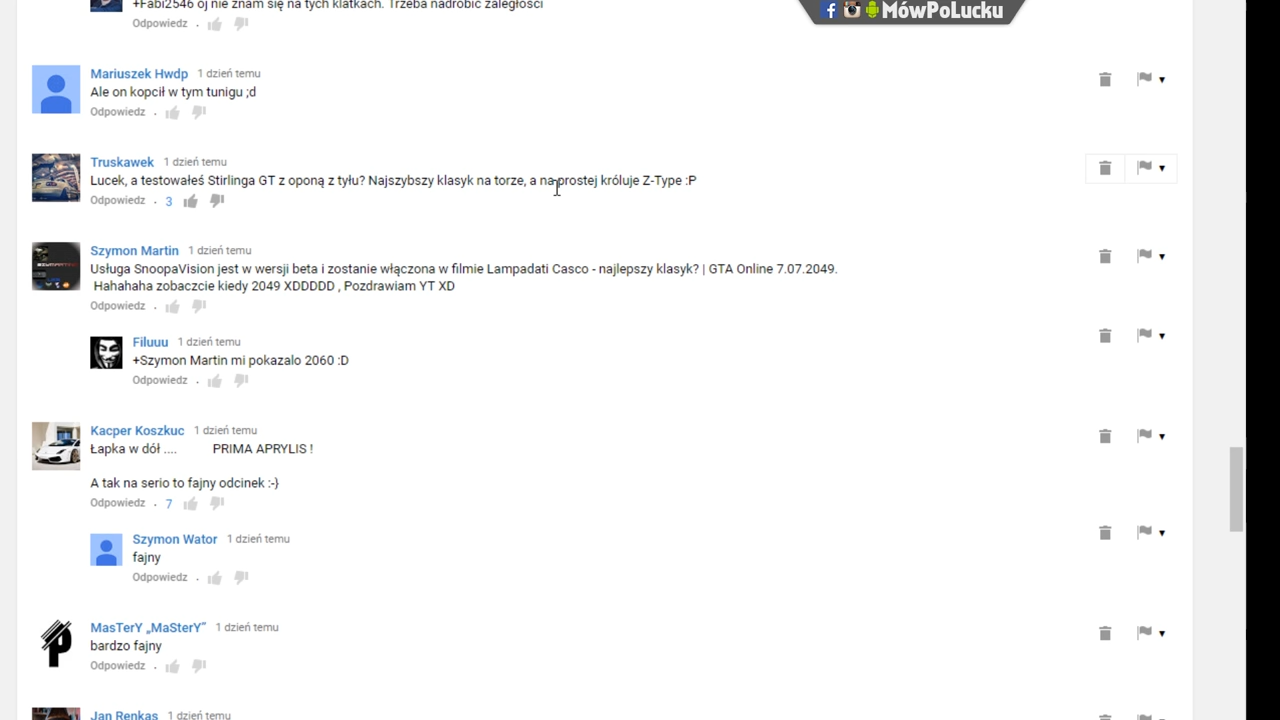 +Fabi2546 oj nie znam się na tych klatkach. Trzeba nadrobić zaległości
Odpowiedz .
MówPoLucku
Mariuszek Hwdp 1 dzień temu
Ale on kopcił w tym tunigu ;d
Odpowiedz .
Truskawek 1 dzień temu
Lucek, a testowałeś Stirlinga GT z oponą z tyłu? Najszybszy klasyk na torze, a na prostej króluje Z-Type :P
Odpowiedz . 3
Szymon Martin 1 dzień temu
Usługa SnoopaVision jest w wersji beta i zostanie włączona w filmie Lampadati Casco - najlepszy klasyk? | GTA Online 7.07.2049.
Hahahaha zobaczcie kiedy 2049 XDDDDD , Pozdrawiam YT XD
Odpowiedz .
Filuuu 1 dzień temu
+Szymon Martin mi pokazalo 2060 :D
Odpowiedz .
Kacper Koszkuc 1 dzień temu
Łapka w dół .... PRIMA APRYLIS !
A tak na serio to fajny odcinek :-}
Odpowiedz . 7
Szymon Wator 1 dzień temu
fajny
Odpowiedz .
MasTerY „MaSterY” 1 dzień temu
bardzo fajny
Odpowiedz .
Jan Renkas 1 dzień temu